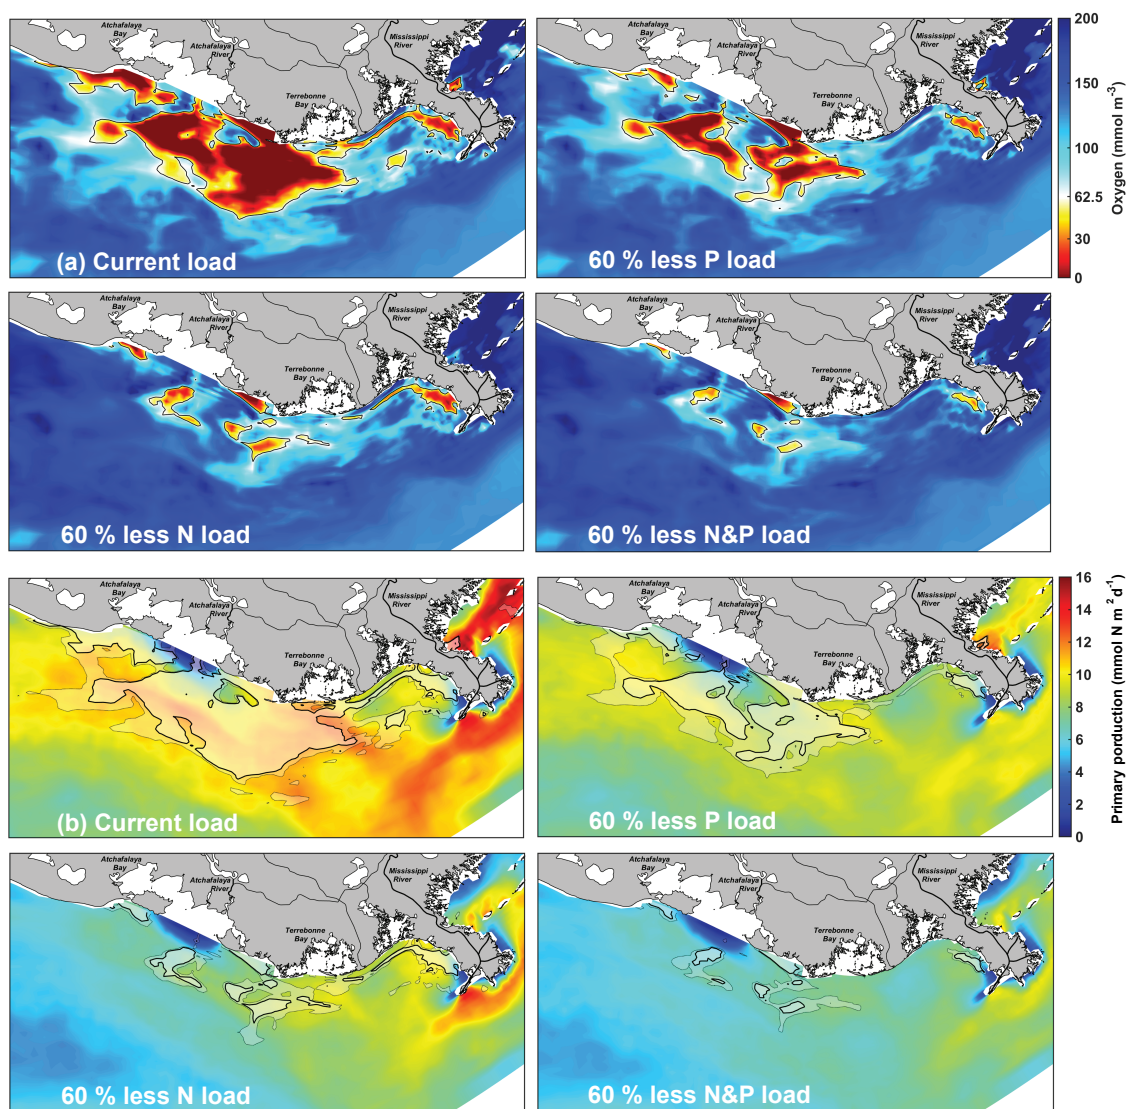 Atchafalaya
Bay
Atchafalaya
River
Mississippi
River
Terrebonne
Bay
(a) Current load
Atchafalaya
Bay
Atchafalaya
River
Mississippi
River
Terrebonne
Bay
60 % less P load
200
150
100
62.5
30
0
Oxygen (mmol m-3)
Atchafalaya
Bay
Atchafalaya
River
Mississippi
River
Terrebonne
Bay
60 % less N load
Atchafalaya
Bay
Atchafalaya
River
Mississippi
River
Terrebonne
Bay
60 % less N&P load
Atchafalaya
Bay
Atchafalaya
River
Mississippi
River
Terrebonne
Bay
(b) Current load
Atchafalaya
Bay
Atchafalaya
River
Mississippi
River
Terrebonne
Bay
60 % less P load
16
14
12
10
8
6
4
2
0
Primary porduction (mmol N m-2 d-1)
Atchafalaya
Bay
Atchafalaya
River
Mississippi
River
Terrebonne
Bay
60 % less N load
Atchafalaya
Bay
Atchafalaya
River
Mississippi
River
Terrebonne
Bay
60 % less N&P load